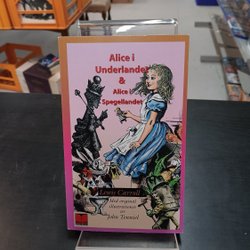 Alice i
Underlandet
&
Alice i
Spegellandet
Lewis Carroll
Med original
illustrationer
av
John Tenniel